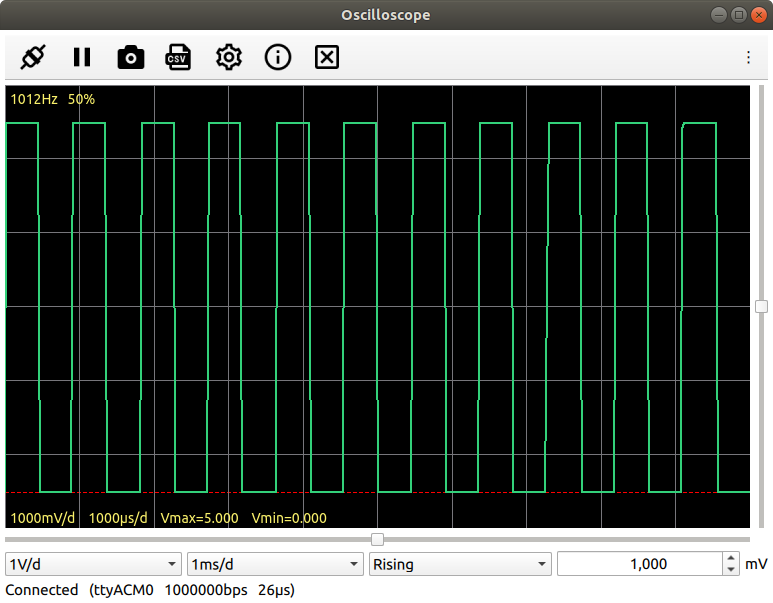 Oscilloscope
CSV
1012Hz 50%
1000mV/d 1000µs/d Vmax=5.000 Vmin=0.000
1V/d 1ms/d Rising 1,000 mV
Connected (ttyACM0 1000000bps 26µs)